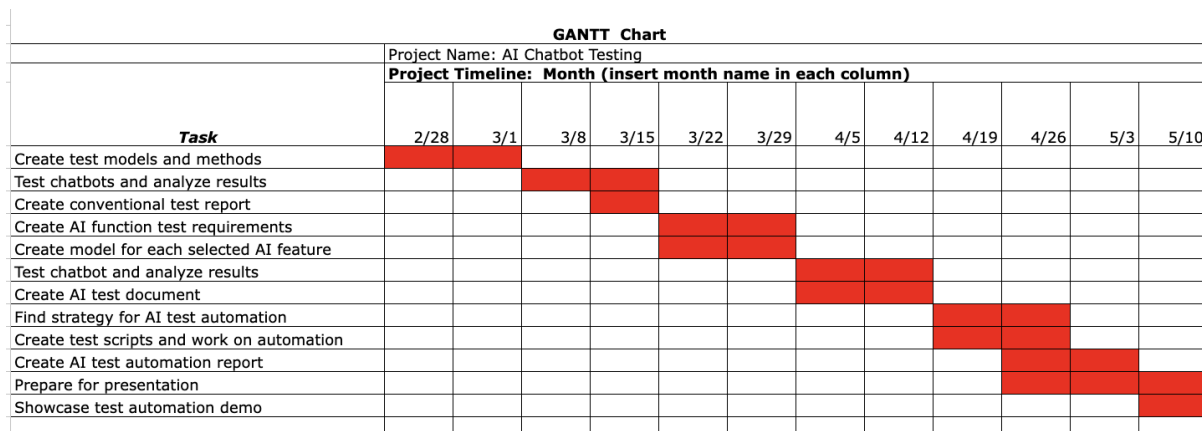 GANTT Chart
Project Name: AI Chatbot Testing
Project Timeline: Month (insert month name in each column)
Task 2/28 3/1 3/8 3/15 3/22 3/29 4/5 4/12 4/19 4/26 5/3 5/10
Create test models and methods
Test chatbots and analyze results
Create conventional test report
Create AI function test requirements
Create model for each selected AI feature
Test chatbot and analyze results
Create AI test document
Find strategy for AI test automation
Create test scripts and work on automation
Create AI test automation report
Prepare for presentation
Showcase test automation demo